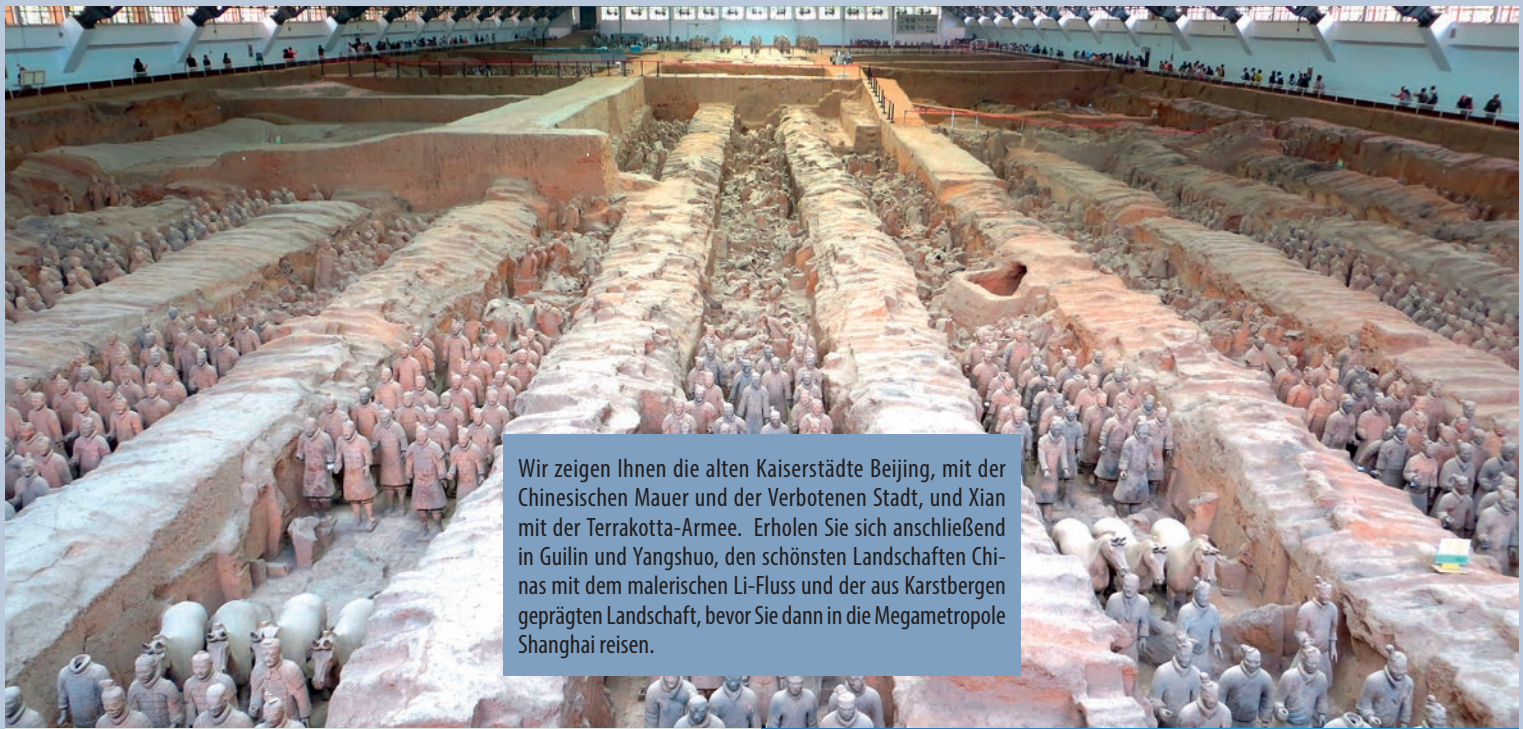 Wir zeigen Ihnen die alten Kaiserstädte Beijing, mit der
Chinesischen Mauer und der Verbotenen Stadt, und Xian
mit der Terrakotta-Armee.  Erholen Sie sich anschließend
in Guilin und Yangshuo, den schönsten Landschaften Chi-
nas mit dem malerischen Li-Fluss und der aus Karstbergen
geprägten Landschaft, bevor Sie dann in die Megametropole
Shanghai reisen.